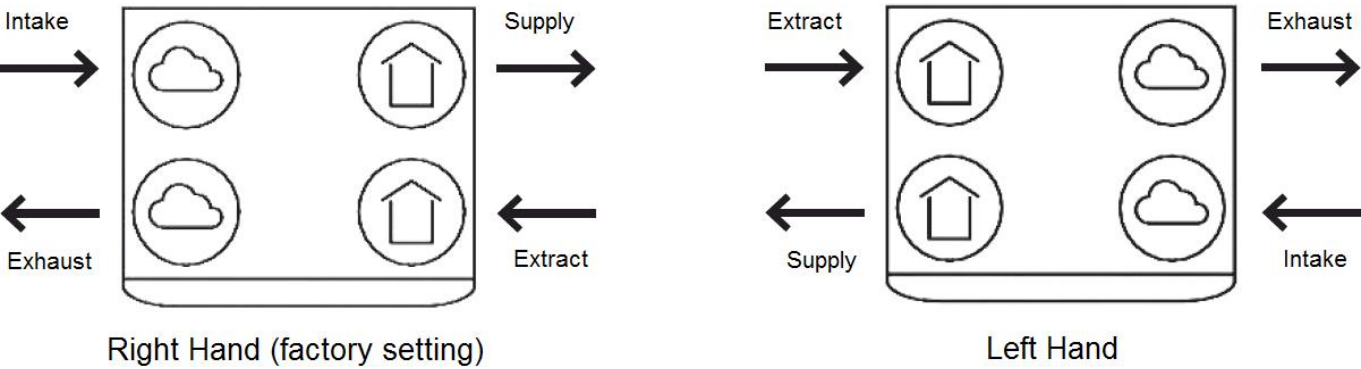 Intake
Supply
Exhaust
Extract
Right Hand (factory setting)
Extract
Exhaust
Supply
Intake
Left Hand